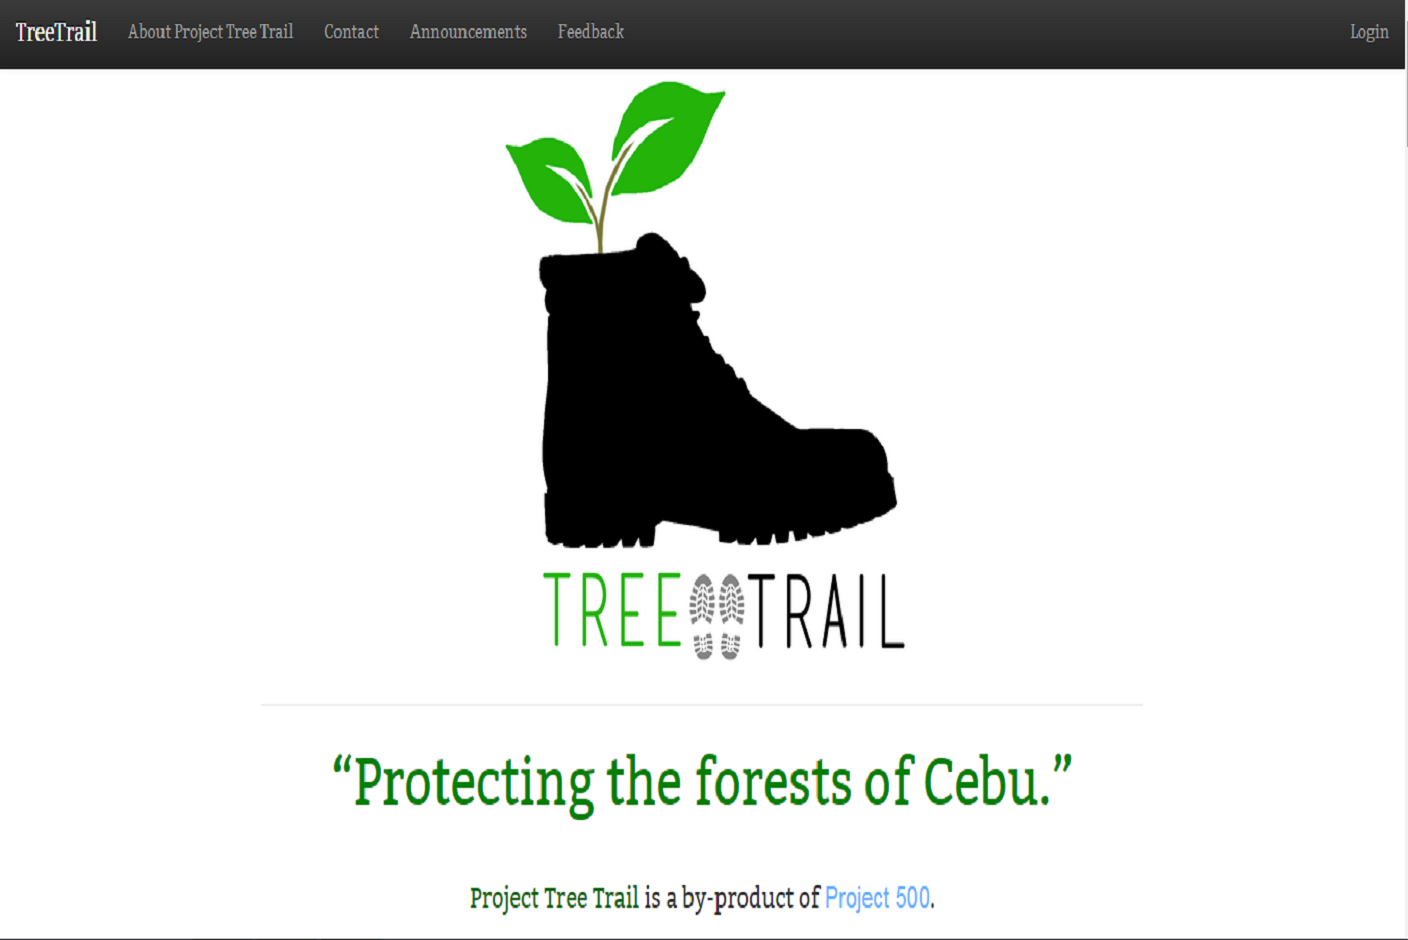 TreeTrail About Project Tree Trail Contact Announcements Feedback Login
TREE TRAIL
“Protecting the forests of Cebu.”
Project Tree Trail is a by-product of Project 500.